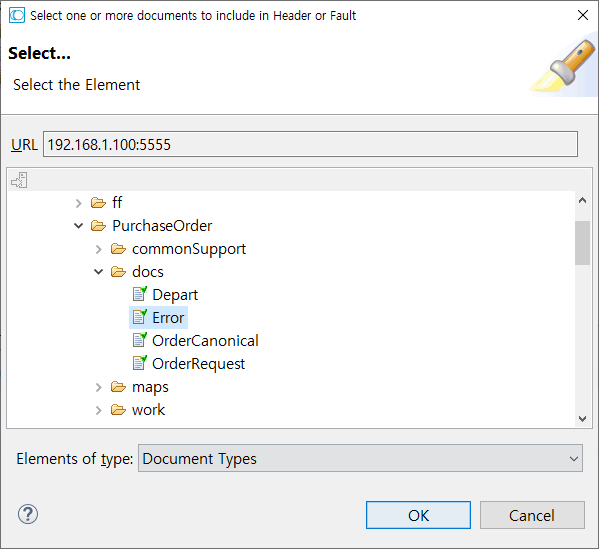 Select one or more documents to include in Header or Fault
Select...
Select the Element
URL 192.168.1.100:5555
ff
PurchaseOrder
commonSupport
docs
Depart
Error
OrderCanonical
OrderRequest
maps
work
Elements of type: Document Types
? OK Cancel